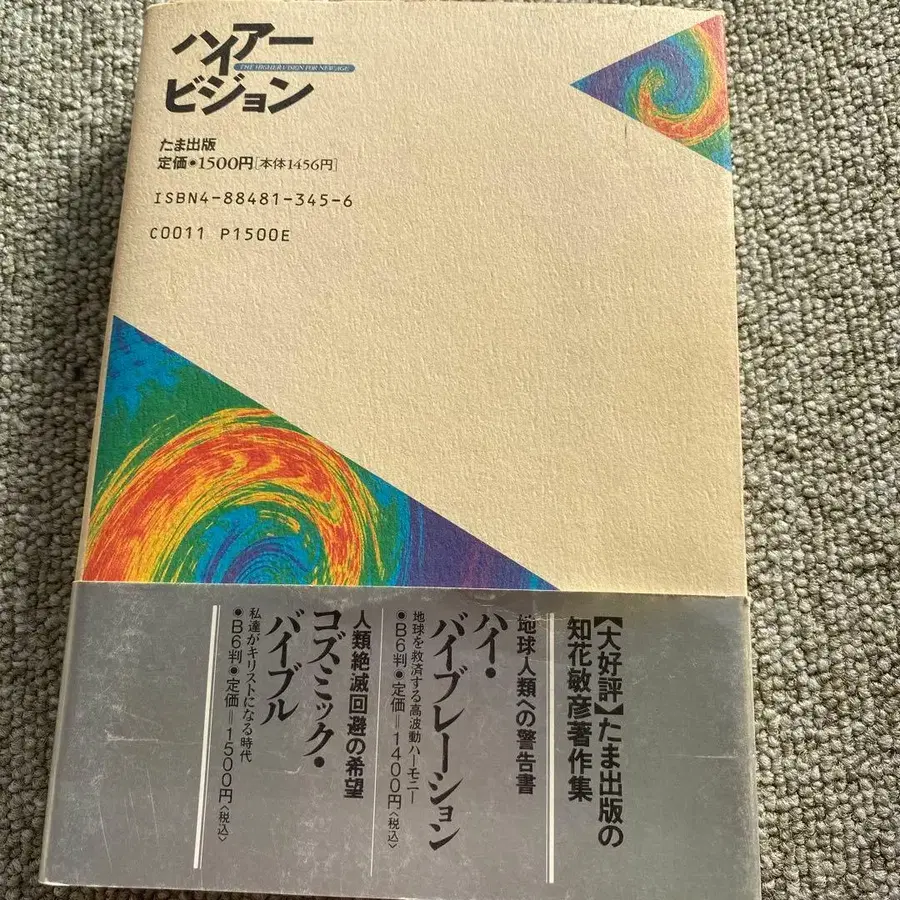 ハイアー
THE HIGHER VISION FOR NEW AGE
ビジョン
たま出版
定価●1500円[本体1456円]
ISBN4-88481-345-6
C0011 P1500E
【大好評】たま出版の
知花敏彦著作集
地球人類への警告書
ハイ・
バイブレーション
地球を救済する高波動ハーモニー
●B6判●定価=1400円〈税込〉
人類絶滅回避の希望
コズミック・
バイブル
私達がキリストになる時代
●B6判●定価=1500円〈税込〉